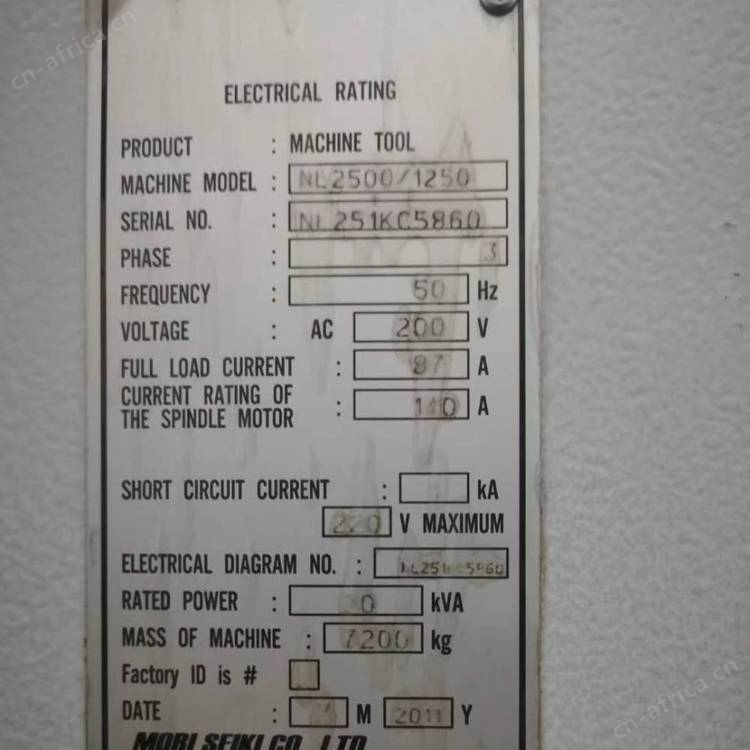 cn-africa.cn
ELECTRICAL RATING
PRODUCT : MACHINE TOOL
MACHINE MODEL : NL2500/1250
SERIAL NO. : NL251KC5860
PHASE : 3
FREQUENCY : 50 Hz
VOLTAGE : AC 200 V
FULL LOAD CURRENT : 87 A
CURRENT RATING OF
THE SPINDLE MOTOR : 140 A
SHORT CIRCUIT CURRENT : kA
220 V MAXIMUM
ELECTRICAL DIAGRAM NO. :
RATED POWER : kVA
MASS OF MACHINE : 7200 kg
Factory ID is #
DATE : M 2011 Y
MORI SEIKI CO., LTD.
cn-africa.cn